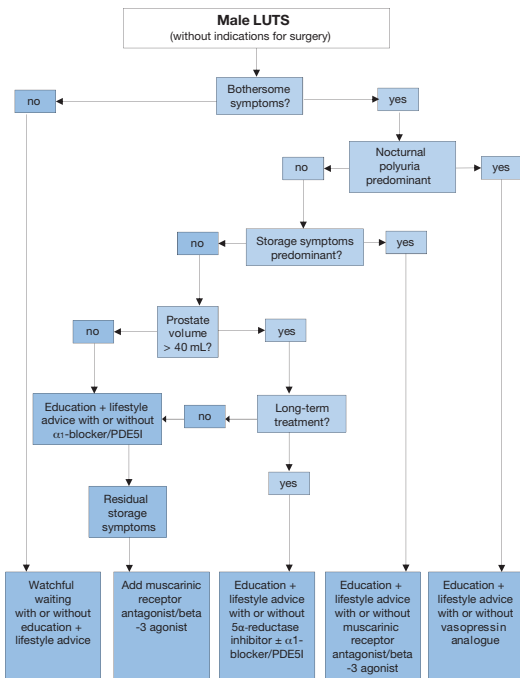 Male LUTS
(without indications for surgery)
Bothersome
symptoms?
no
yes
Nocturnal
polyuria
predominant
no
yes
Storage symptoms
predominant?
no
yes
Prostate
volume
> 40 mL?
no
yes
Education + lifestyle
advice with or without
α1-blocker/PDE5I
no
Long-term
treatment?
yes
Residual
storage
symptoms
Watchful
waiting
with or without
education +
lifestyle advice
Add muscarinic
receptor
antagonist/beta
-3 agonist
Education +
lifestyle advice
with or without
5α-reductase
inhibitor ± α1-
blocker/PDE5I
Education +
lifestyle advice
with or without
muscarinic
receptor
antagonist/beta
-3 agonist
Education +
lifestyle advice
with or without
vasopressin
analogue